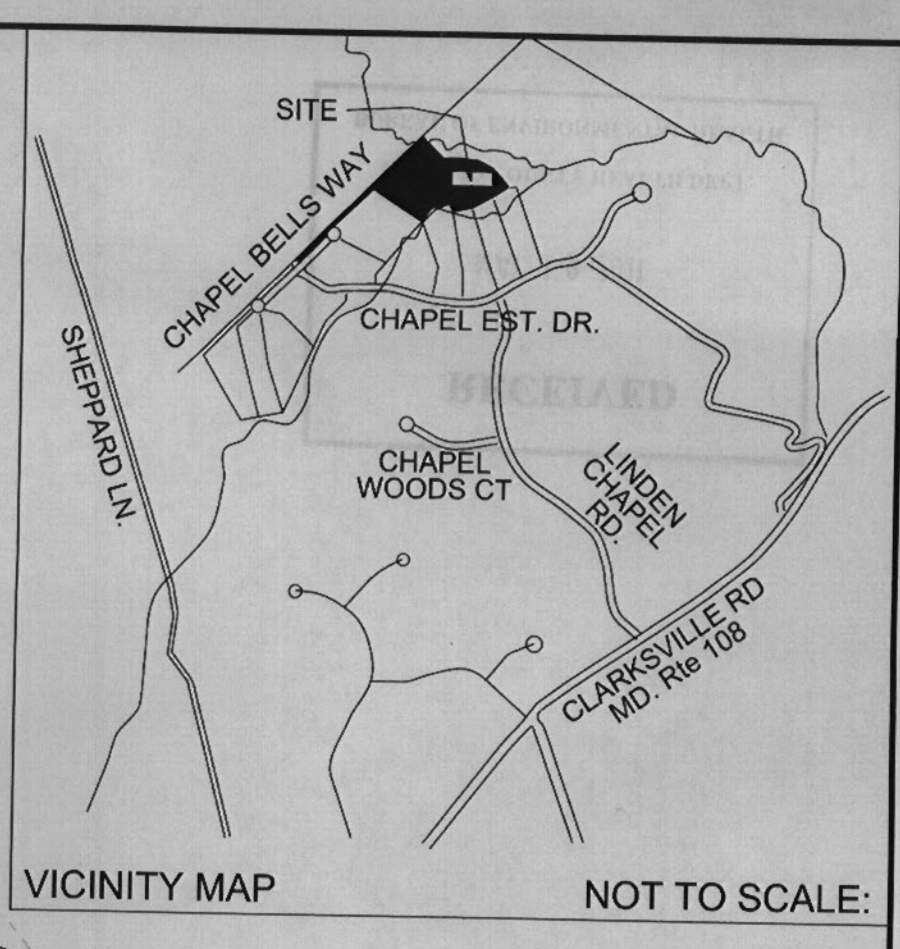 SITE
CHAPEL BELLS WAY
CHAPEL EST. DR.
SHEPPARD LN.
CHAPEL
WOODS CT
LINDEN
CHAPEL
RD.
CLARKSVILLE RD
MD. Rte 108
RECEIVED
VICINITY MAP
NOT TO SCALE: